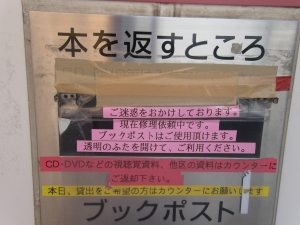 本を返すところ
ご迷惑をおかけしております。
現在修理依頼中です。
ブックポストはご使用頂けます。
透明のふたを開けて、ご利用ください。
CD・DVDなどの視聴覚資料、他区の資料はカウンターに
ご返却下さい。
本日、貸出をご希望の方はカウンターにお願いします
ブックポスト